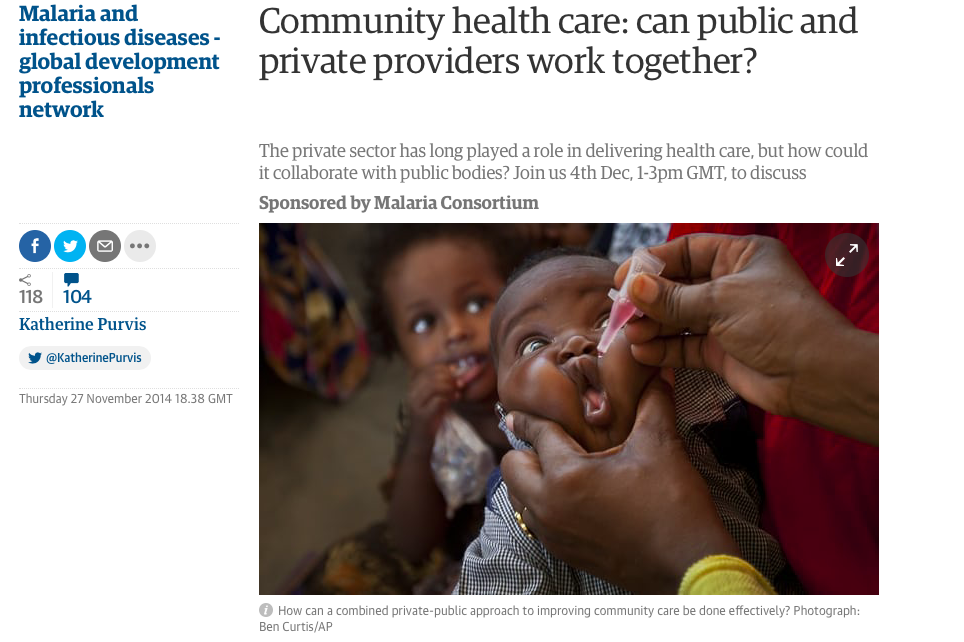 Malaria and
infectious diseases -
global development
professionals
network
Community health care: can public and
private providers work together?
The private sector has long played a role in delivering health care, but how could
it collaborate with public bodies? Join us 4th Dec, 1-3pm GMT, to discuss
Sponsored by Malaria Consortium
f
118
104
Katherine Purvis
@KatherinePurvis
Thursday 27 November 2014 18.38 GMT
i How can a combined private-public approach to improving community care be done effectively? Photograph:
Ben Curtis/AP